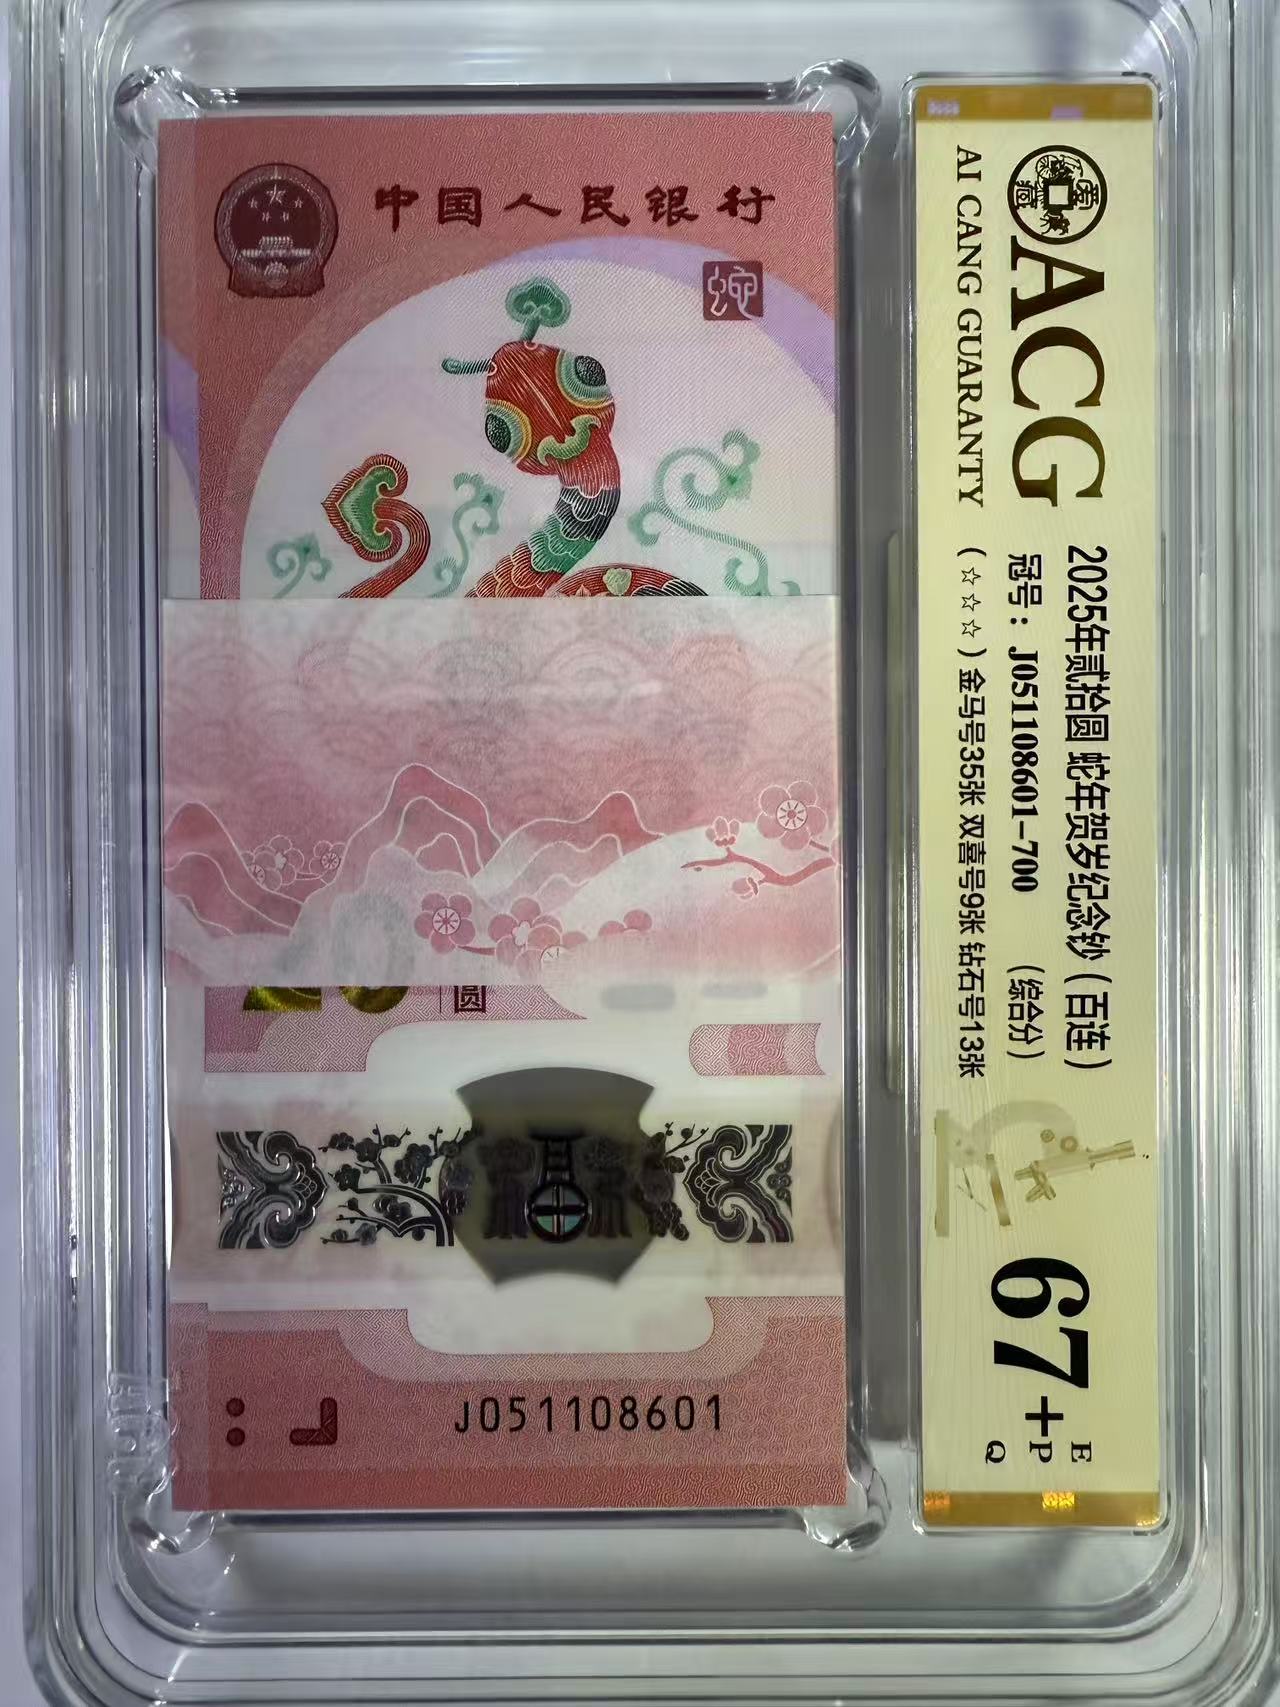 中国人民银行
蛇
圆
J051108601
ACG
AI CANG GUARANTY
2025年贰拾圆 蛇年贺岁纪念钞（百连）
冠号：J051108601-700 （综合分）
（☆☆☆）金马号35张 双喜号9张 钻石号13张
67+
E
P
Q